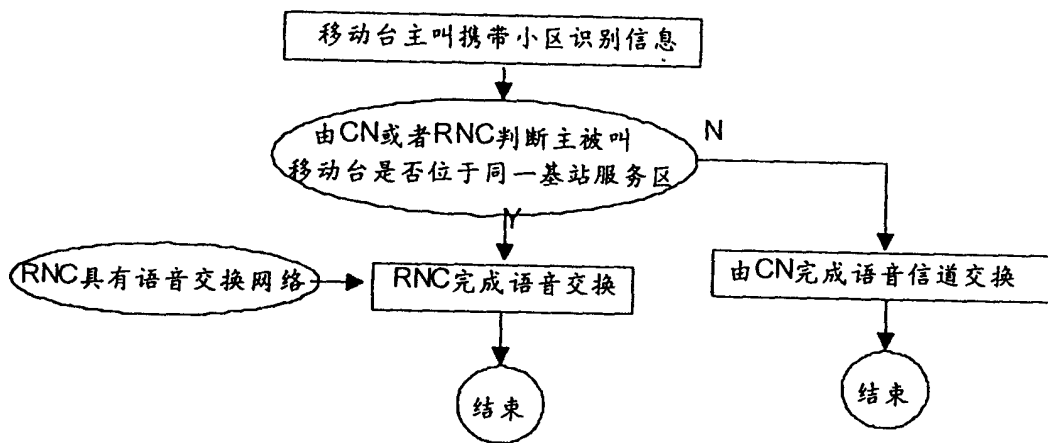 移动台主叫携带小区识别信息
由CN或者RNC判断主被叫
移动台是否位于同一基站服务区
N
Y
RNC具有语音交换网络
RNC完成语音交换
由CN完成语音信道交换
结束
结束